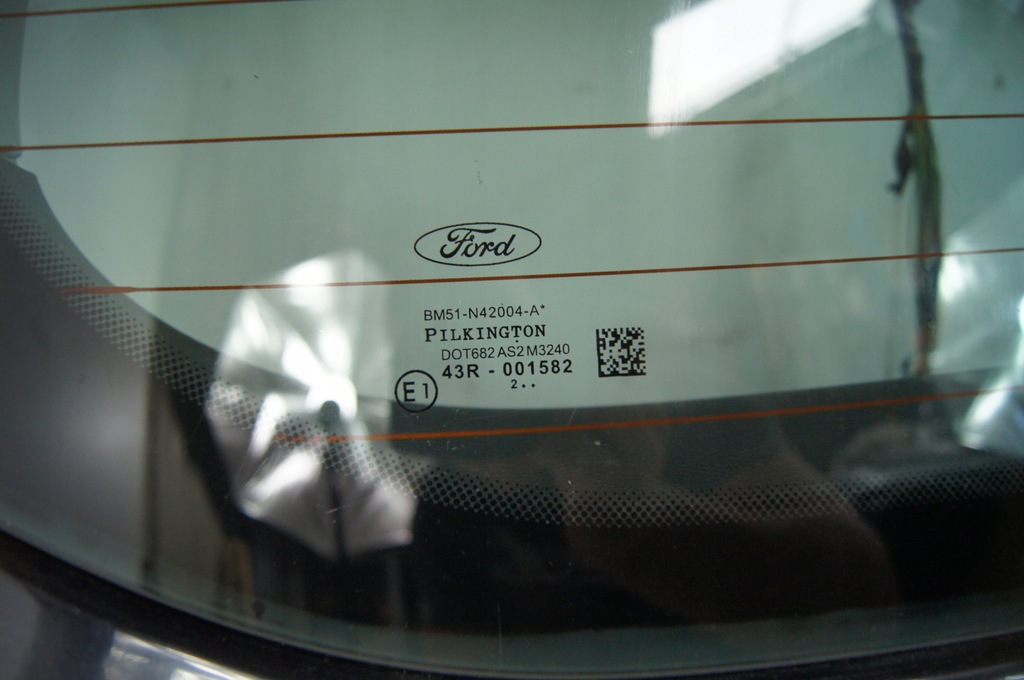 Ford
BM51-N42004-A*
PILKINGTON
DOT682 AS2 M3240
43R - 001582
E1
2..